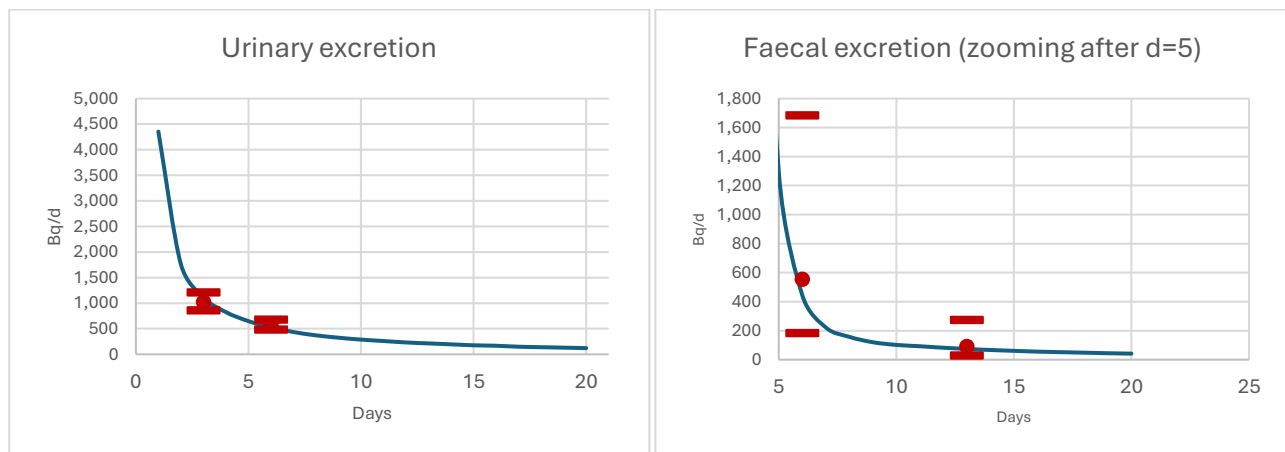 Urinary excretion
5,000
4,500
4,000
3,500
3,000
2,500
2,000
1,500
1,000
500
0
Bq/d
0 5 10 15 20
Days
Faecal excretion (zooming after d=5)
1,800
1,600
1,400
1,200
1,000
800
600
400
200
0
Bq/d
5 10 15 20 25
Days